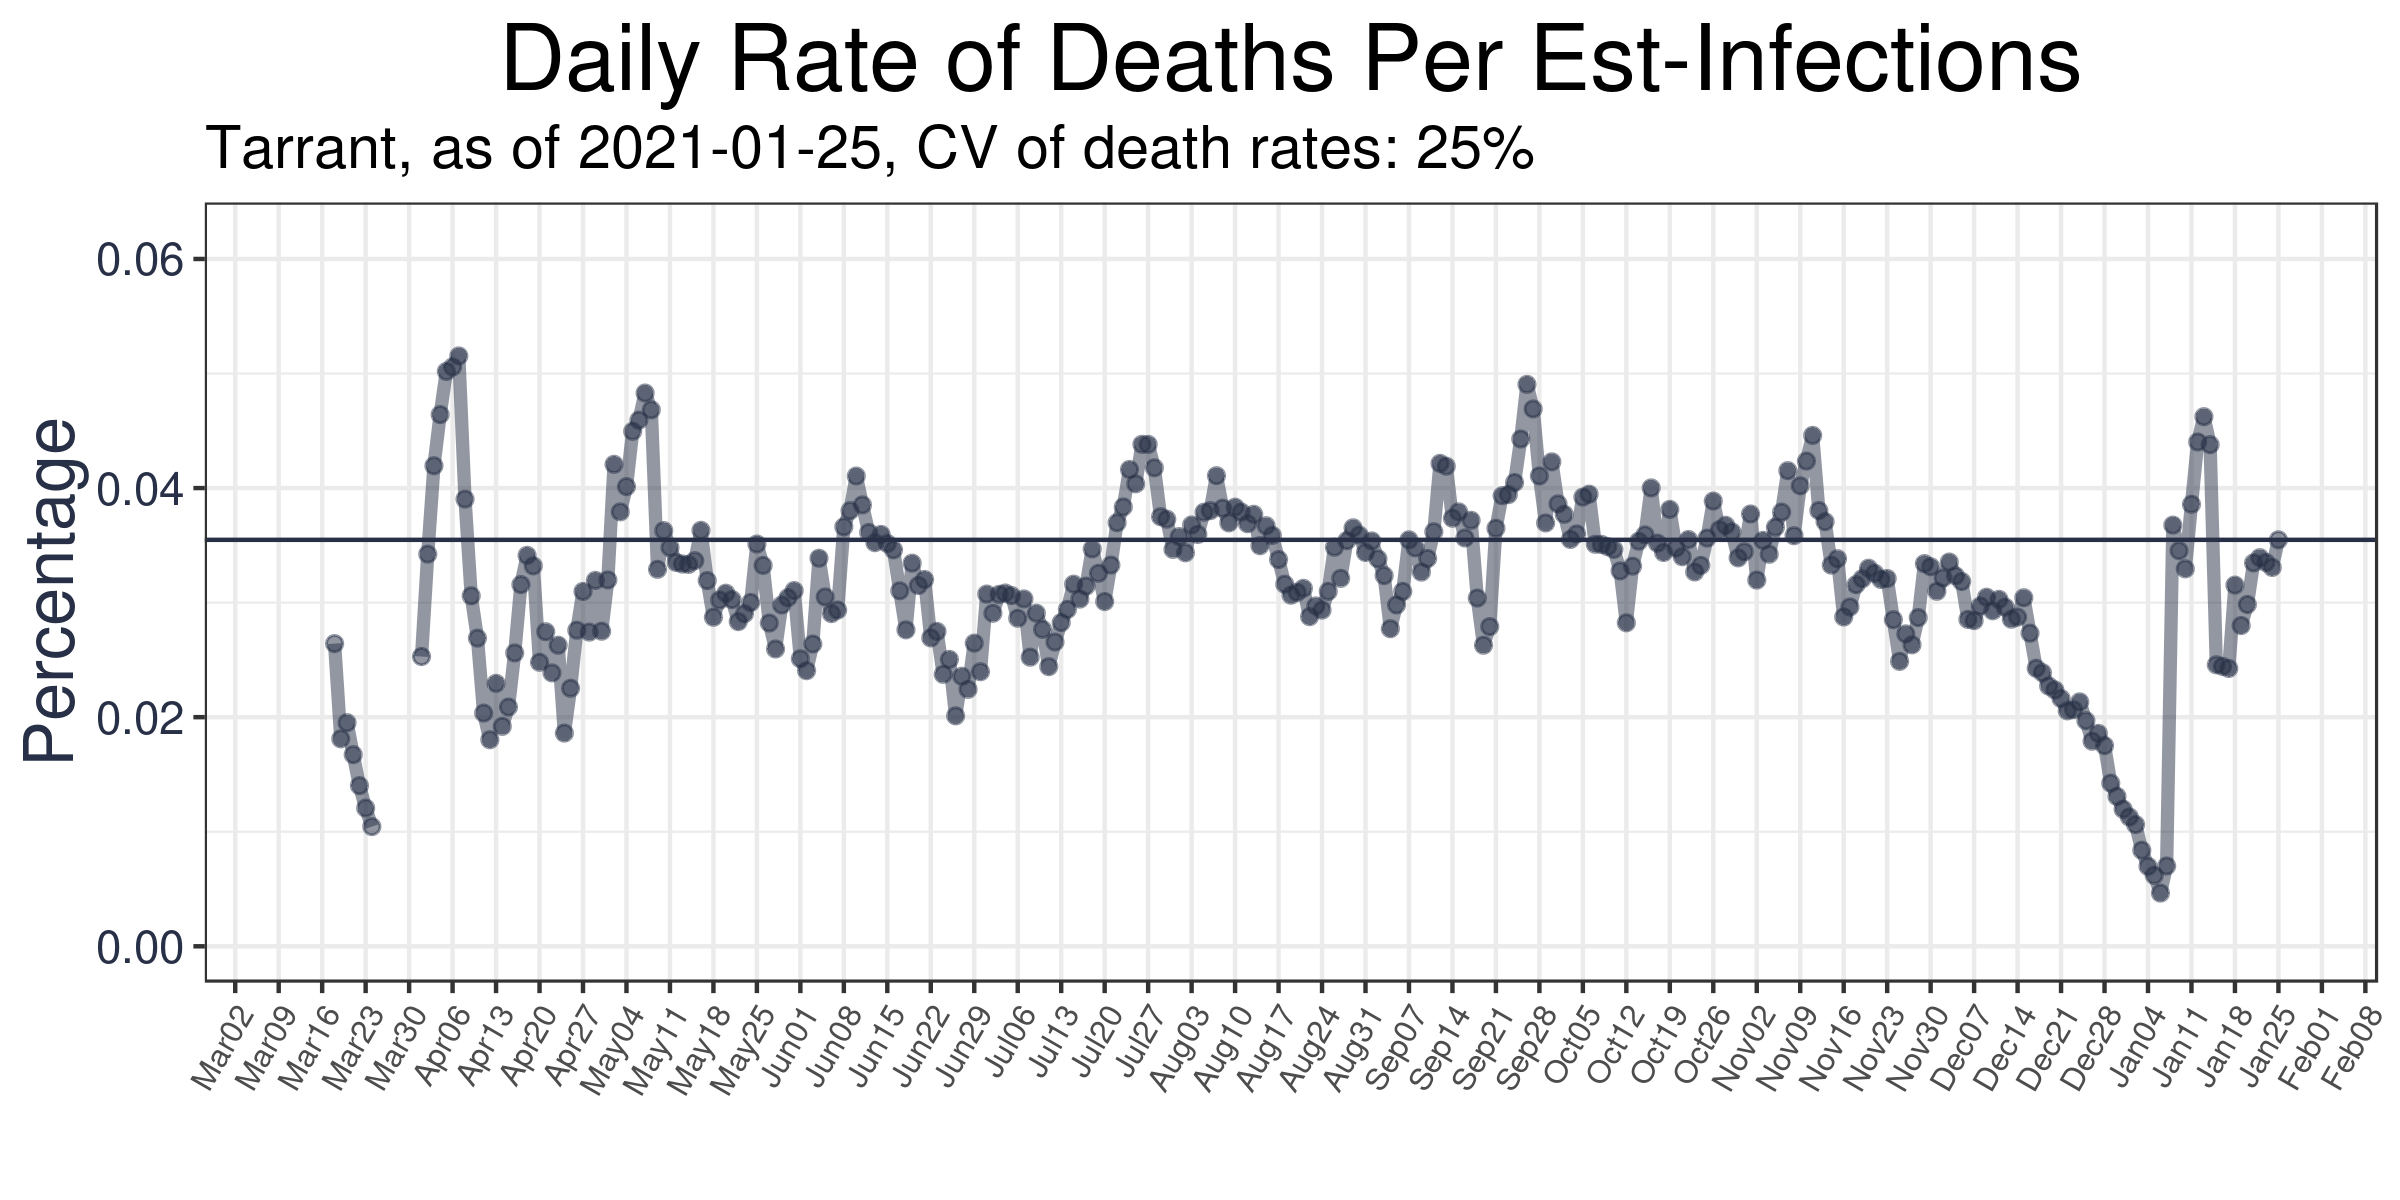 Daily Rate of Deaths Per Est-Infections
Tarrant, as of 2021-01-25, CV of death rates: 25%
Percentage
0.06
0.04
0.02
0.00
Mar02
Mar09
Mar16
Mar23
Mar30
Apr06
Apr13
Apr20
Apr27
May04
May11
May18
May25
Jun01
Jun08
Jun15
Jun22
Jun29
Jul06
Jul13
Jul20
Jul27
Aug03
Aug10
Aug17
Aug24
Aug31
Sep07
Sep14
Sep21
Sep28
Oct05
Oct12
Oct19
Oct26
Nov02
Nov09
Nov16
Nov23
Nov30
Dec07
Dec14
Dec21
Dec28
Jan04
Jan11
Jan18
Jan25
Feb01
Feb08